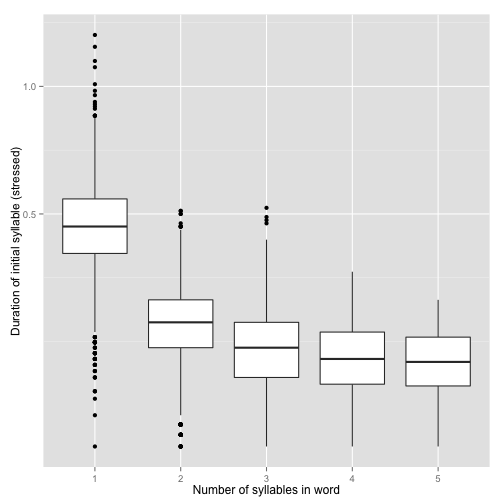 Duration of initial syllable (stressed)
1.0
0.5
1 2 3 4 5
Number of syllables in word